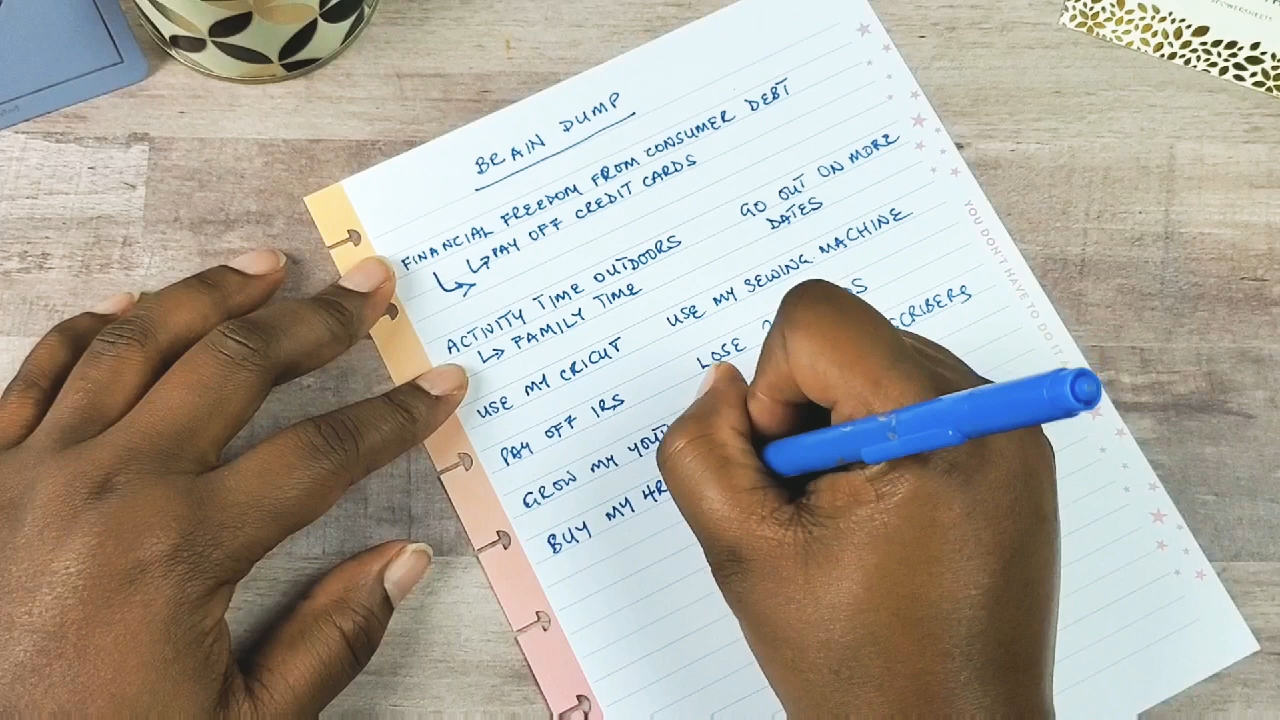 BRAIN DUMP
FINANCIAL FREEDOM FROM CONSUMER DEBT
↳ PAY OFF CREDIT CARDS
↳
GO OUT ON MORE
DATES
ACTIVITY TIME OUTDOORS
↳ FAMILY TIME
USE MY SEWING MACHINE
USE MY CRICUT
LOSE
PAY OFF IRS
GROW MY
BUY MY
YOU DON'T HAVE TO DO IT